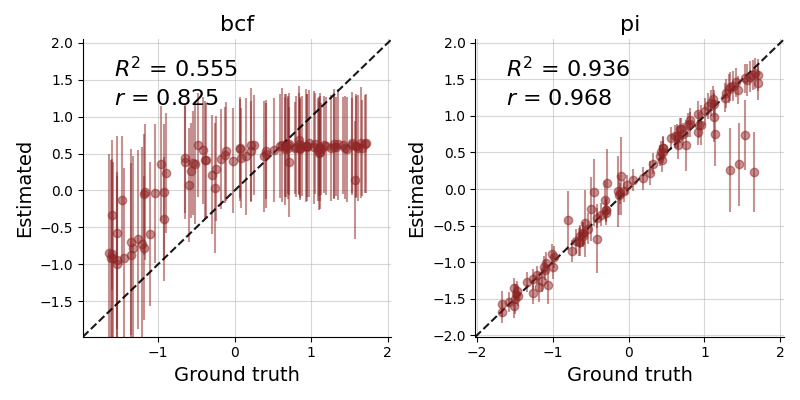 bcf
R² = 0.555
r = 0.825
2.0
1.5
1.0
0.5
0.0
−0.5
−1.0
−1.5
−1
0
1
2
Estimated
Ground truth
pi
R² = 0.936
r = 0.968
2.0
1.5
1.0
0.5
0.0
−0.5
−1.0
−1.5
−2.0
−2
−1
0
1
2
Estimated
Ground truth